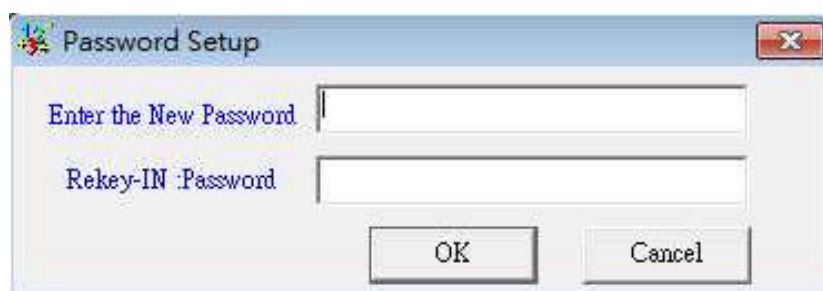 Password Setup
Enter the New Password
Rekey-IN :Password
OK Cancel